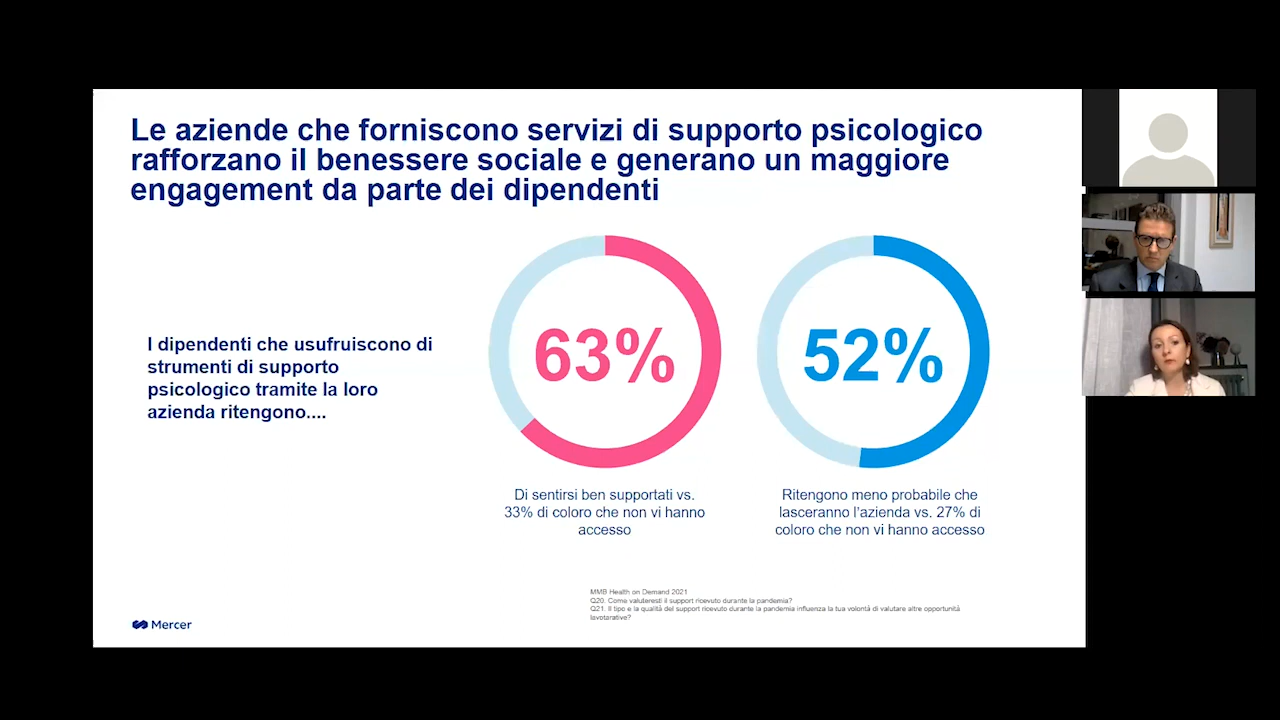 Le aziende che forniscono servizi di supporto psicologico
rafforzano il benessere sociale e generano un maggiore
engagement da parte dei dipendenti
I dipendenti che usufruiscono di
strumenti di supporto
psicologico tramite la loro
azienda ritengono....
63%
Di sentirsi ben supportati vs.
33% di coloro che non vi hanno
accesso
52%
Ritengono meno probabile che
lasceranno l'azienda vs. 27% di
coloro che non vi hanno accesso
MMB Health on Demand 2021
Q20. Come valuteresti il support ricevuto durante la pandemia?
Q21. Il tipo e la qualità del support ricevuto durante la pandemia influenza la tua volontà di valutare altre opportunità
lavotarative?
Mercer